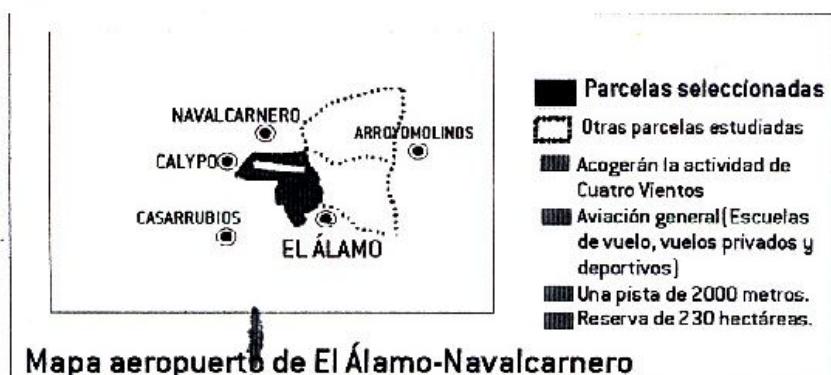 NAVALCARNERO
ARROYOMOLINOS
CALYPO
CASARRUBIOS
EL ÁLAMO
Parcelas seleccionadas
Otras parcelas estudiadas
Acogerán la actividad de
Cuatro Vientos
Aviación general(Escuelas
de vuelo, vuelos privados y
deportivos)
Una pista de 2000 metros.
Reserva de 230 hectáreas.
Mapa aeropuerto de El Álamo-Navalcarnero